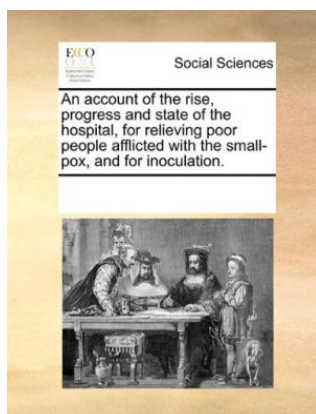 ECCO
Social Sciences
An account of the rise,
progress and state of the
hospital, for relieving poor
people afflicted with the small-
pox, and for inoculation.